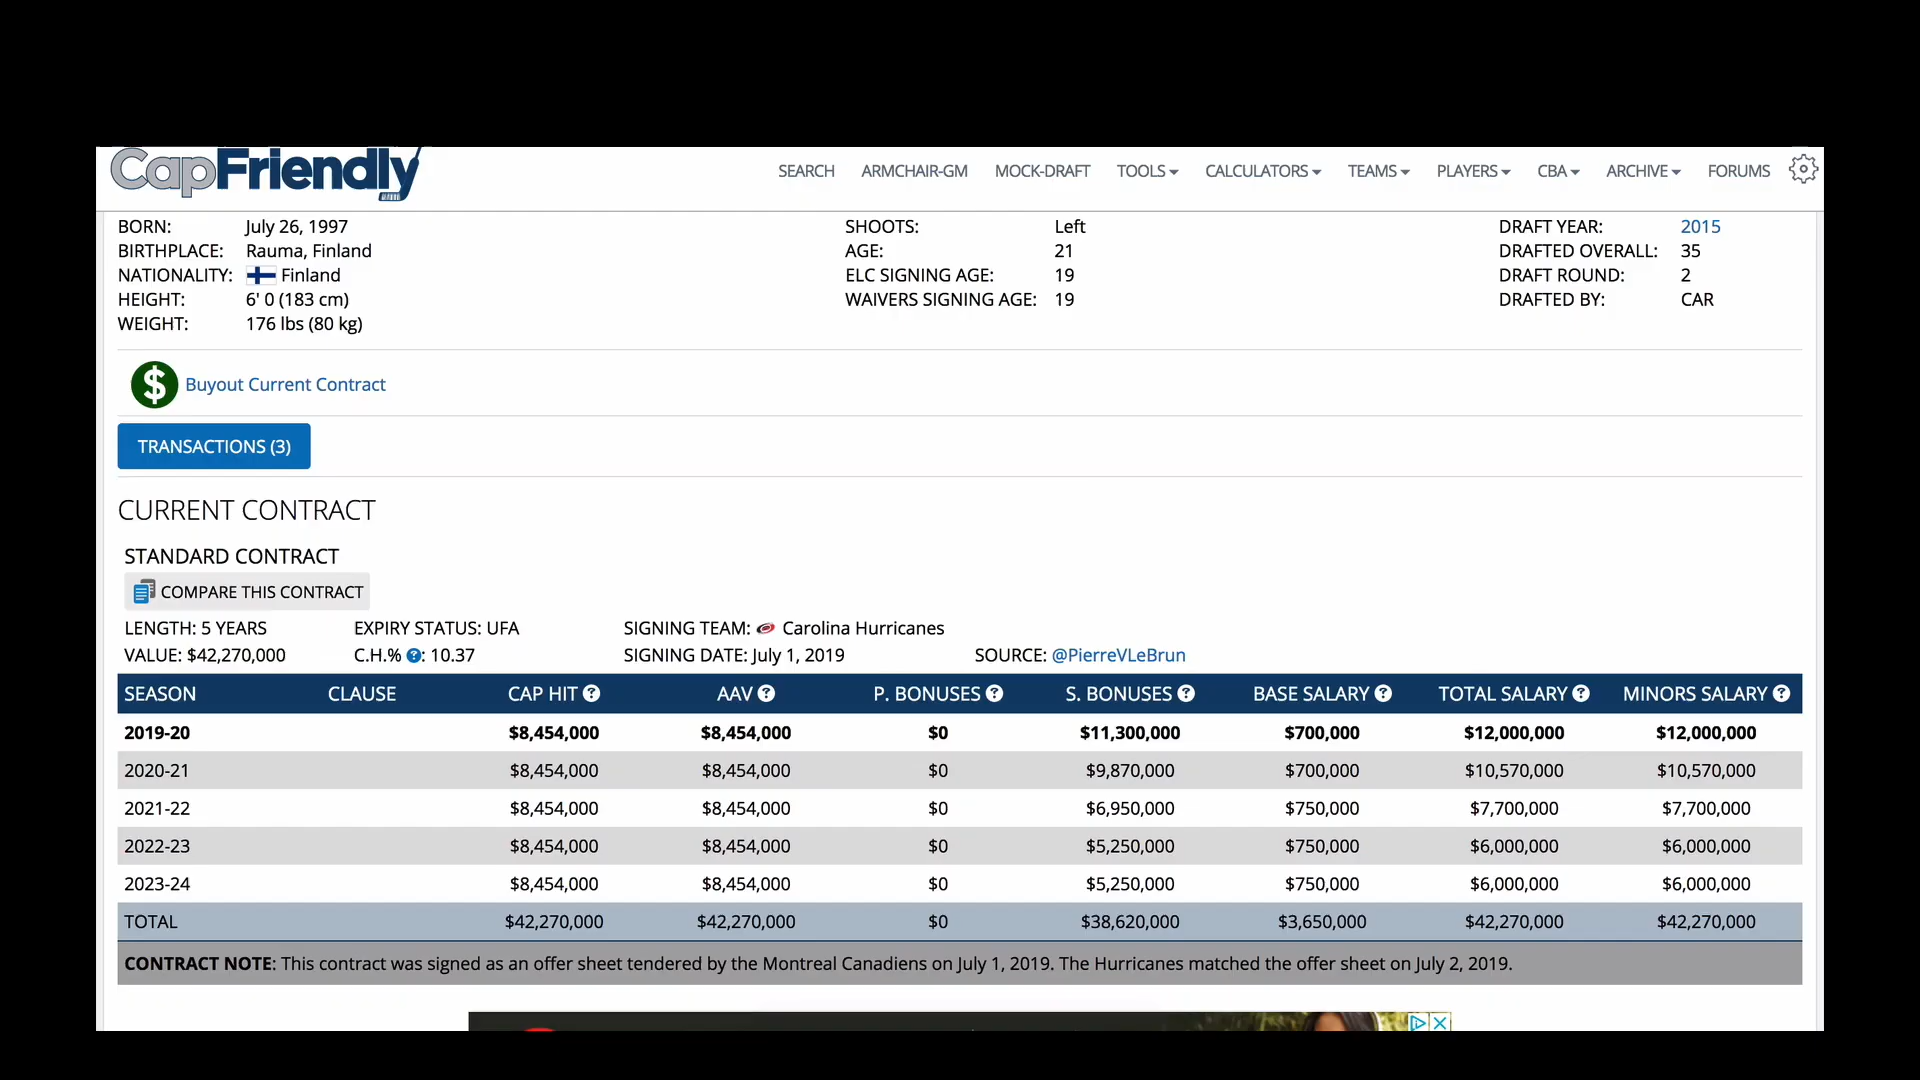 CapFriendly
SEARCH ARMCHAIR-GM MOCK-DRAFT TOOLS CALCULATORS TEAMS PLAYERS CBA ARCHIVE FORUMS
BORN: July 26, 1997 SHOOTS: Left DRAFT YEAR: 2015
BIRTHPLACE: Rauma, Finland AGE: 21 DRAFTED OVERALL: 35
NATIONALITY: Finland ELC SIGNING AGE: 19 DRAFT ROUND: 2
HEIGHT: 6' 0 (183 cm) WAIVERS SIGNING AGE: 19 DRAFTED BY: CAR
WEIGHT: 176 lbs (80 kg)
$ Buyout Current Contract
TRANSACTIONS (3)
CURRENT CONTRACT
STANDARD CONTRACT
COMPARE THIS CONTRACT
LENGTH: 5 YEARS EXPIRY STATUS: UFA SIGNING TEAM: Carolina Hurricanes
VALUE: $42,270,000 C.H.% ?: 10.37 SIGNING DATE: July 1, 2019 SOURCE: @PierreVLeBrun
SEASON CLAUSE CAP HIT ? AAV ? P. BONUSES ? S. BONUSES ? BASE SALARY ? TOTAL SALARY ? MINORS SALARY ?
2019-20 $8,454,000 $8,454,000 $0 $11,300,000 $700,000 $12,000,000 $12,000,000
2020-21 $8,454,000 $8,454,000 $0 $9,870,000 $700,000 $10,570,000 $10,570,000
2021-22 $8,454,000 $8,454,000 $0 $6,950,000 $750,000 $7,700,000 $7,700,000
2022-23 $8,454,000 $8,454,000 $0 $5,250,000 $750,000 $6,000,000 $6,000,000
2023-24 $8,454,000 $8,454,000 $0 $5,250,000 $750,000 $6,000,000 $6,000,000
TOTAL $42,270,000 $42,270,000 $0 $38,620,000 $3,650,000 $42,270,000 $42,270,000
CONTRACT NOTE: This contract was signed as an offer sheet tendered by the Montreal Canadiens on July 1, 2019. The Hurricanes matched the offer sheet on July 2, 2019.